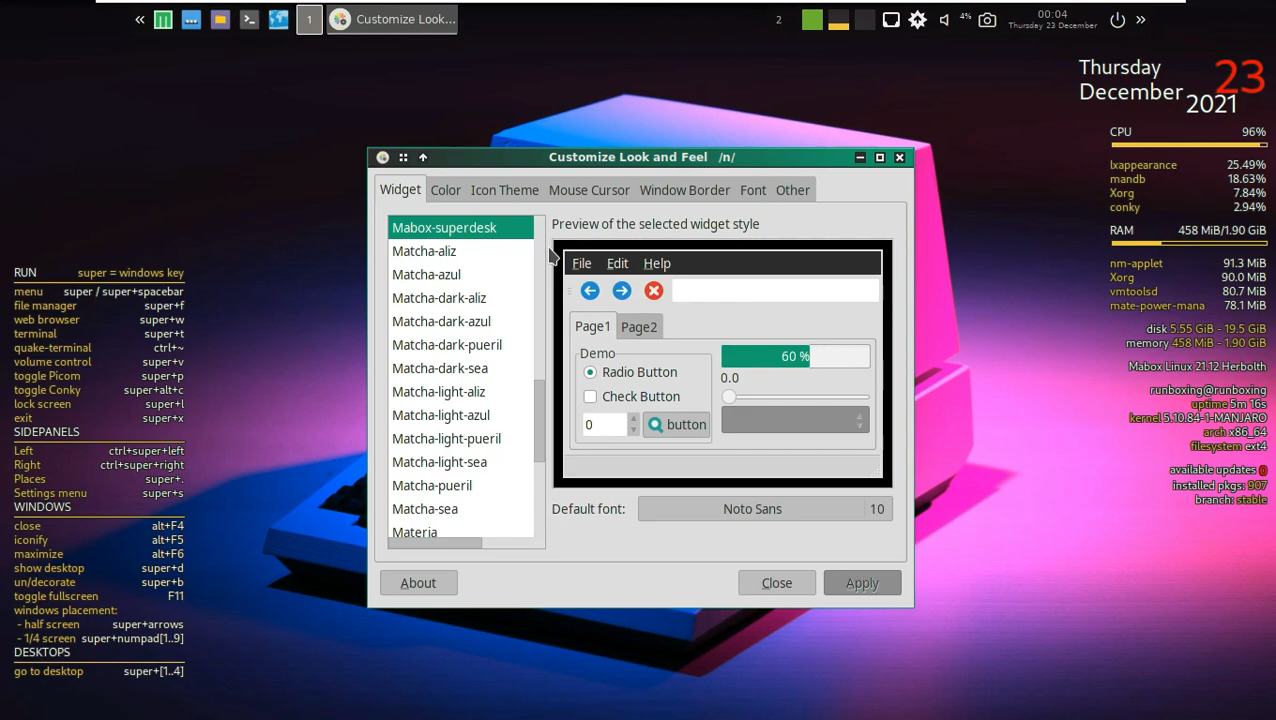 «
1
Customize Look...
2
4%
00:04
Thursday 23 December
»
Thursday
December
23
2021
CPU 96%
lxappearance 25.49%
mandb 18.63%
Xorg 7.84%
conky 2.94%
RAM 458 MiB/1.90 GiB
nm-applet 91.3 MiB
Xorg 90.0 MiB
vmtoolsd 80.7 MiB
mate-power-mana 78.1 MiB
disk 5.55 GiB - 19.5 GiB
memory 458 MiB - 1.90 GiB
Mabox Linux 21.12 Herbolth
runboxing@runboxing
uptime 5m 16s
kernel 5.10.84-1-MANJARO
arch x86_64
filesystem ext4
available updates 0
installed pkgs: 907
branch: stable
RUN super = windows key
menu super / super+spacebar
file manager super+f
web browser super+w
terminal super+t
quake-terminal ctrl+~
volume control super+v
toggle Picom super+p
toggle Conky super+alt+c
lock screen super+l
exit super+x
SIDEPANELS
Left ctrl+super+left
Right ctrl+super+right
Places super+.
Settings menu super+s
WINDOWS
close alt+F4
iconify alt+F5
maximize alt+F6
show desktop super+d
un/decorate super+b
toggle fullscreen F11
windows placement:
- half screen super+arrows
- 1/4 screen super+numpad[1..9]
DESKTOPS
go to desktop super+[1..4]
Customize Look and Feel /n/
Widget Color Icon Theme Mouse Cursor Window Border Font Other
Mabox-superdesk
Matcha-aliz
Matcha-azul
Matcha-dark-aliz
Matcha-dark-azul
Matcha-dark-pueril
Matcha-dark-sea
Matcha-light-aliz
Matcha-light-azul
Matcha-light-pueril
Matcha-light-sea
Matcha-pueril
Matcha-sea
Materia
Preview of the selected widget style
File Edit Help
Page1 Page2
Demo
Radio Button
Check Button
0
button
60 %
0.0
Default font: Noto Sans 10
About Close Apply